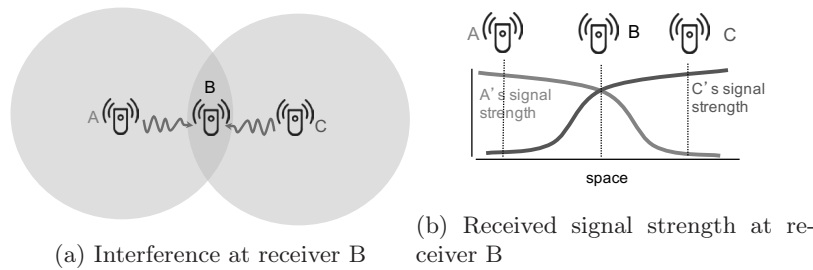 A
B
C
(a) Interference at receiver B
A
B
C
A's signal
strength
C's signal
strength
space
(b) Received signal strength at re-
ceiver B